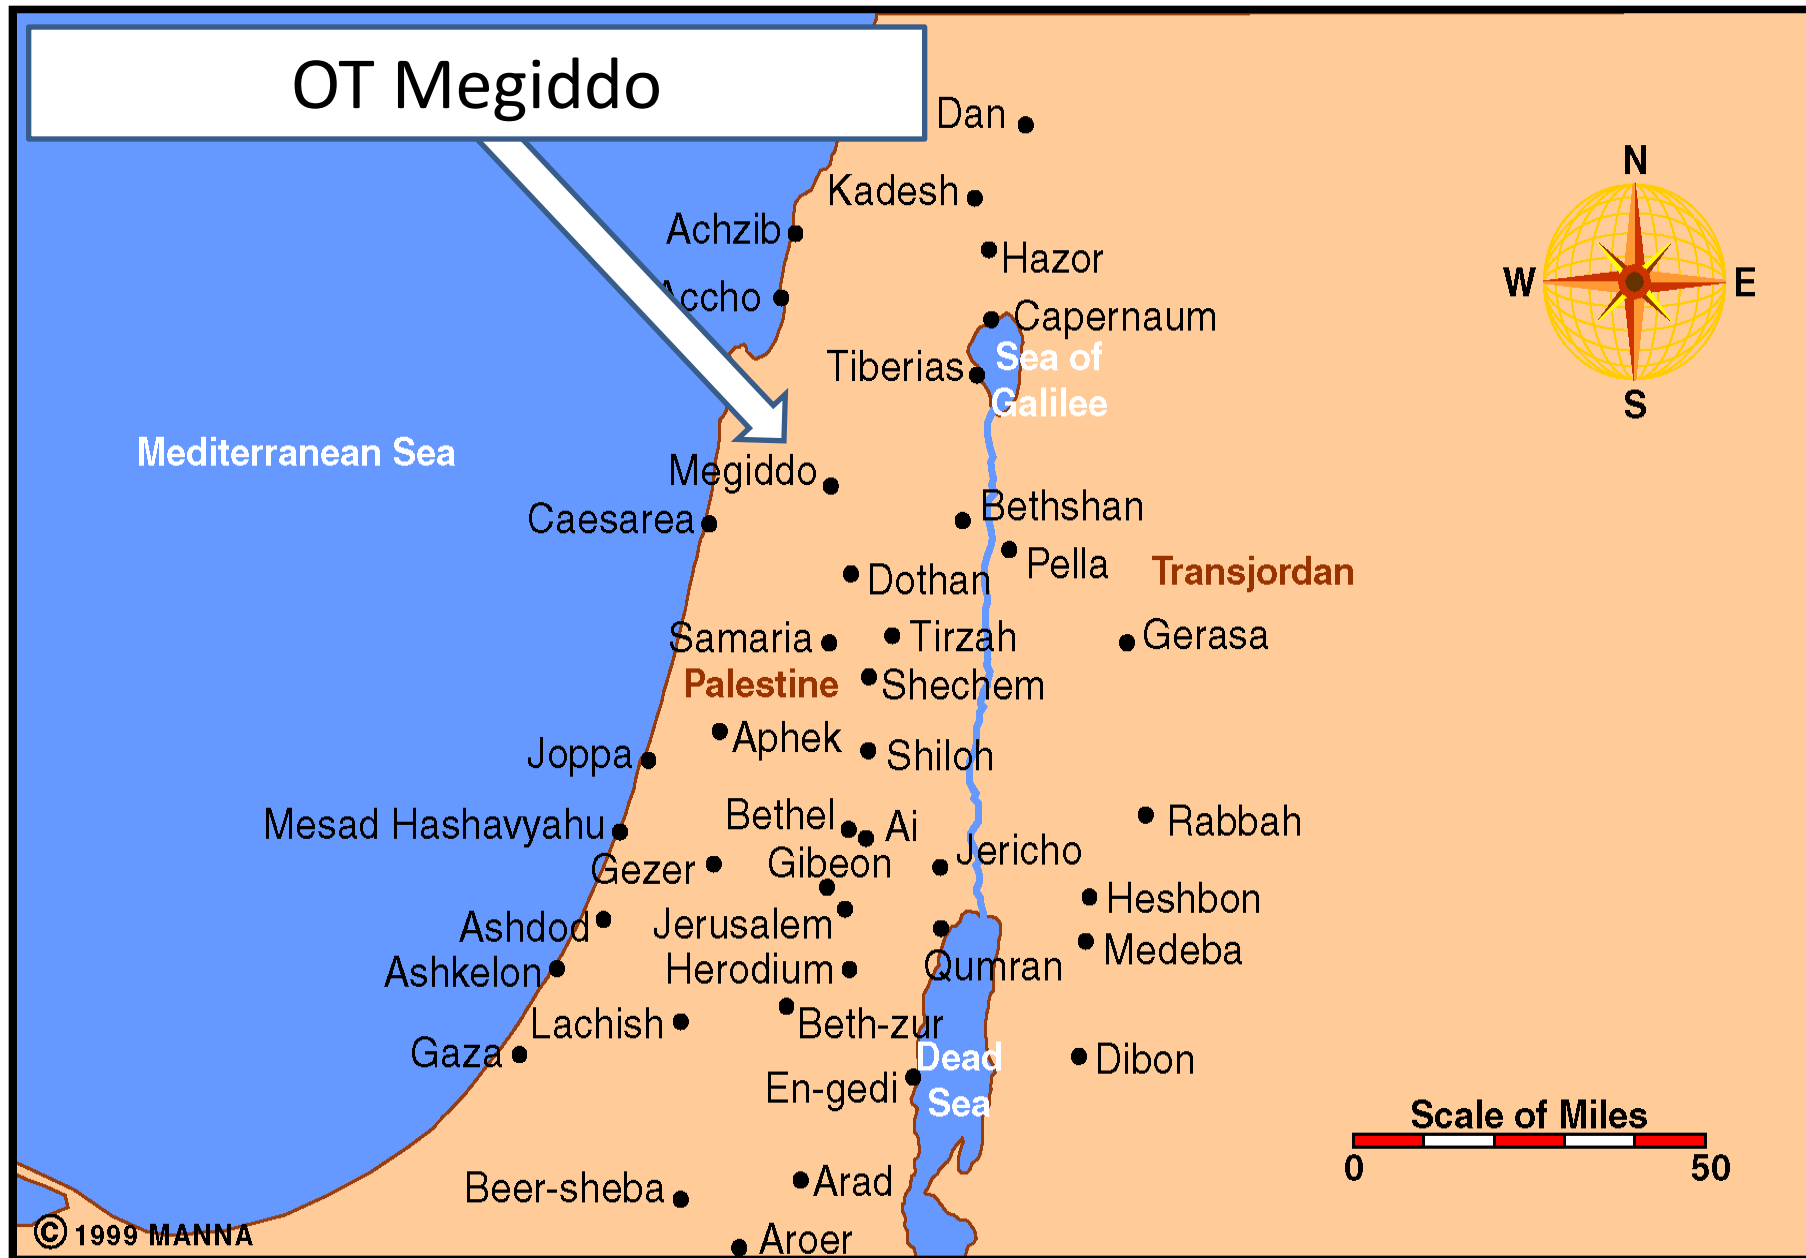 OT Megiddo
Dan
N
Kadesh
Achzib
Hazor
W
E
Accho
Capernaum
Sea of
Tiberias
Galilee
S
Mediterranean Sea
Megiddo
Bethshan
Caesarea
Pella
Transjordan
Dothan
Samaria
Tirzah
Gerasa
Palestine
Shechem
Aphek
Joppa
Shiloh
Bethel
Rabbah
Mesad Hashavyahu
Ai
Jericho
Gibeon
Gezer
Heshbon
Ashdod
Jerusalem
Medeba
Ashkelon
Herodium
Qumran
Lachish
Beth-zur
Gaza
Dead
Dibon
En-gedi
Sea
Scale of Miles
0
50
Beer-sheba
Arad
© 1999 MANNA
Aroer